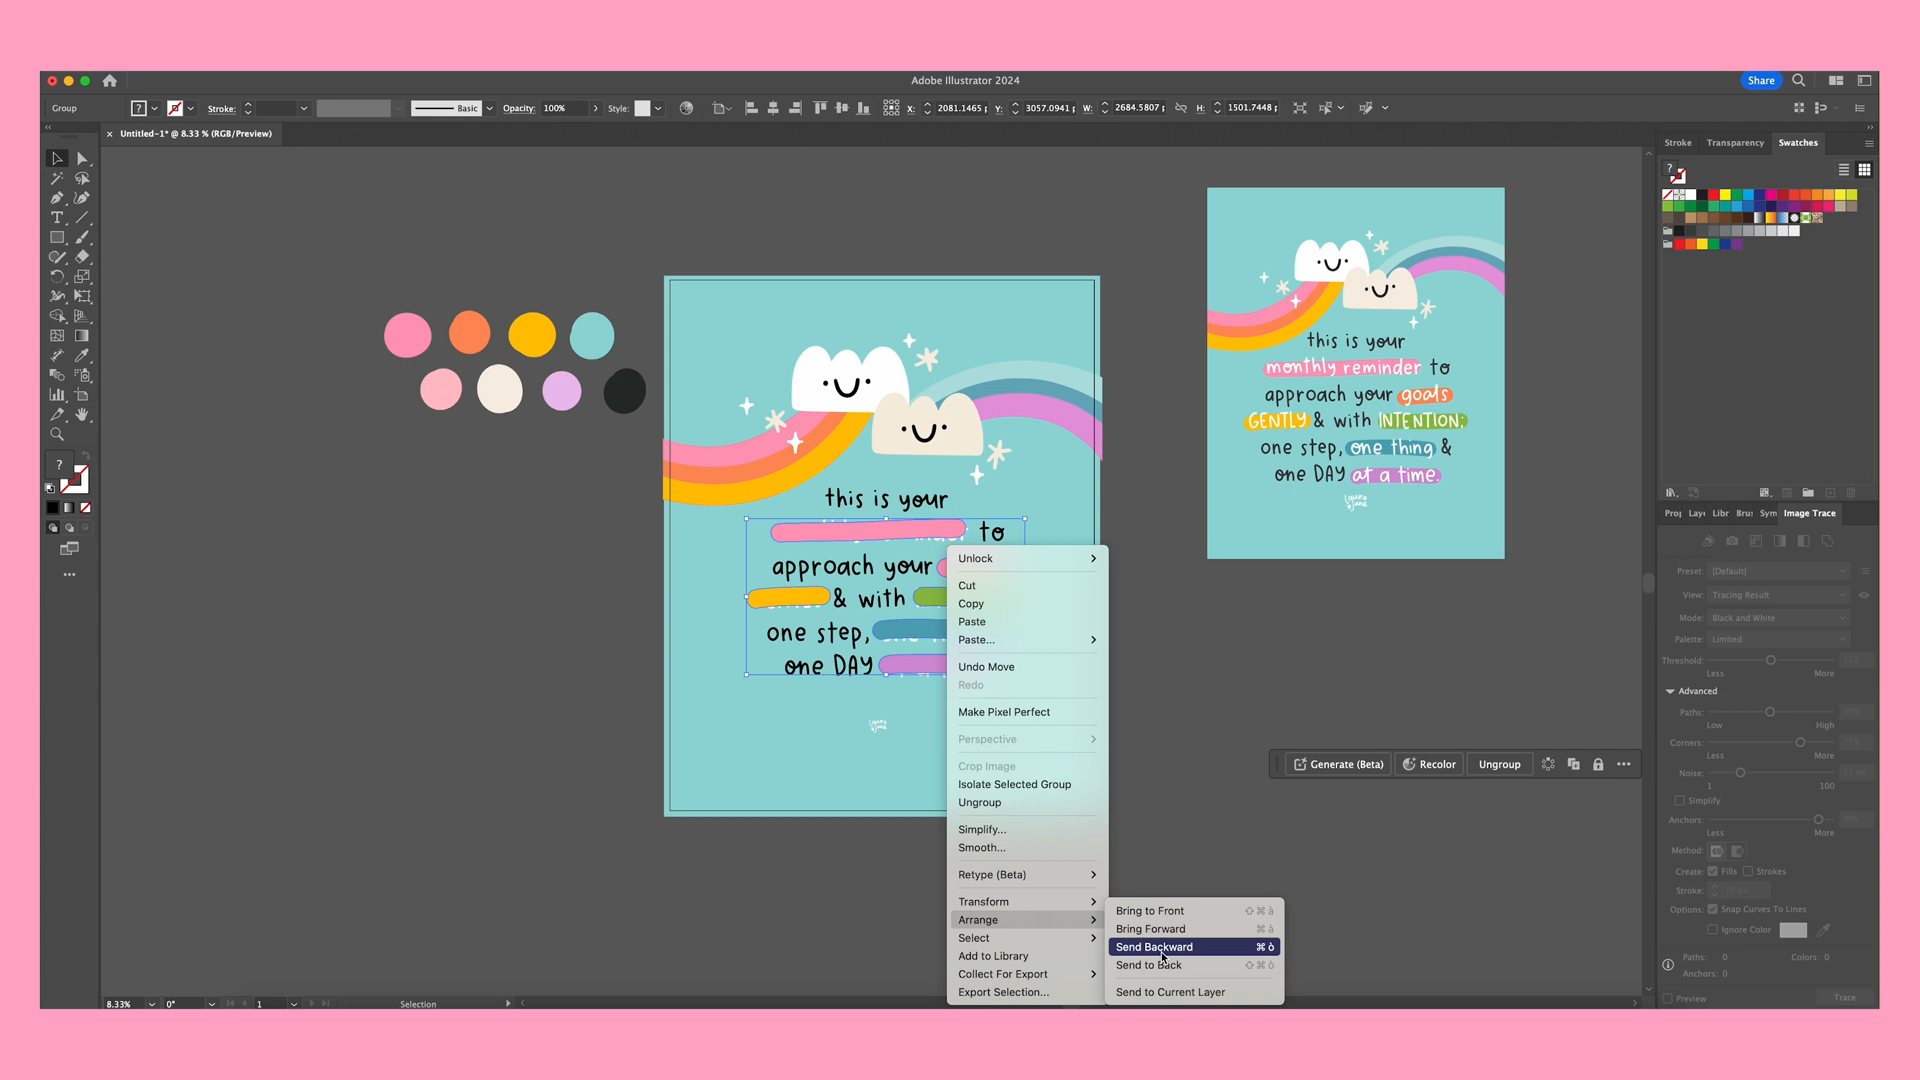 Adobe Illustrator 2024
Share
Group
Stroke:
Basic
Opacity: 100%
Style:
X: 2081.1465
Y: 3057.0941
W: 2684.5807
H: 1501.7448
× Untitled-1* @ 8.33 % (RGB/Preview)
Stroke Transparency Swatches
this is your
monthly reminder to
approach your goals
GENTLY & with INTENTION;
one step, one thing &
one DAY at a time.
laura jane
this is your
to
approach your
& with
one step,
one DAY
laura jane
Unlock
Cut
Copy
Paste
Paste...
Undo Move
Redo
Make Pixel Perfect
Perspective
Crop Image
Isolate Selected Group
Ungroup
Simplify...
Smooth...
Retype (Beta)
Transform
Arrange
Select
Add to Library
Collect For Export
Export Selection...
Bring to Front ⇧⌘à
Bring Forward ⌘à
Send Backward ⌘ò
Send to Back ⇧⌘ò
Send to Current Layer
Generate (Beta) Recolor Ungroup
Proj Laye Libr Brus Sym Image Trace
Preset: [Default]
View: Tracing Result
Mode: Black and White
Palette: Limited
Threshold:
Less More
Advanced
Paths:
Low High
Corners:
Less More
Noise:
1 100
Simplify
Anchors:
Less More
Method:
Create: Fills Strokes
Stroke:
Options: Snap Curves To Lines
Ignore Color
Paths: 0 Colors: 0
Anchors: 0
Preview Trace
8.33% 0° 1 Selection